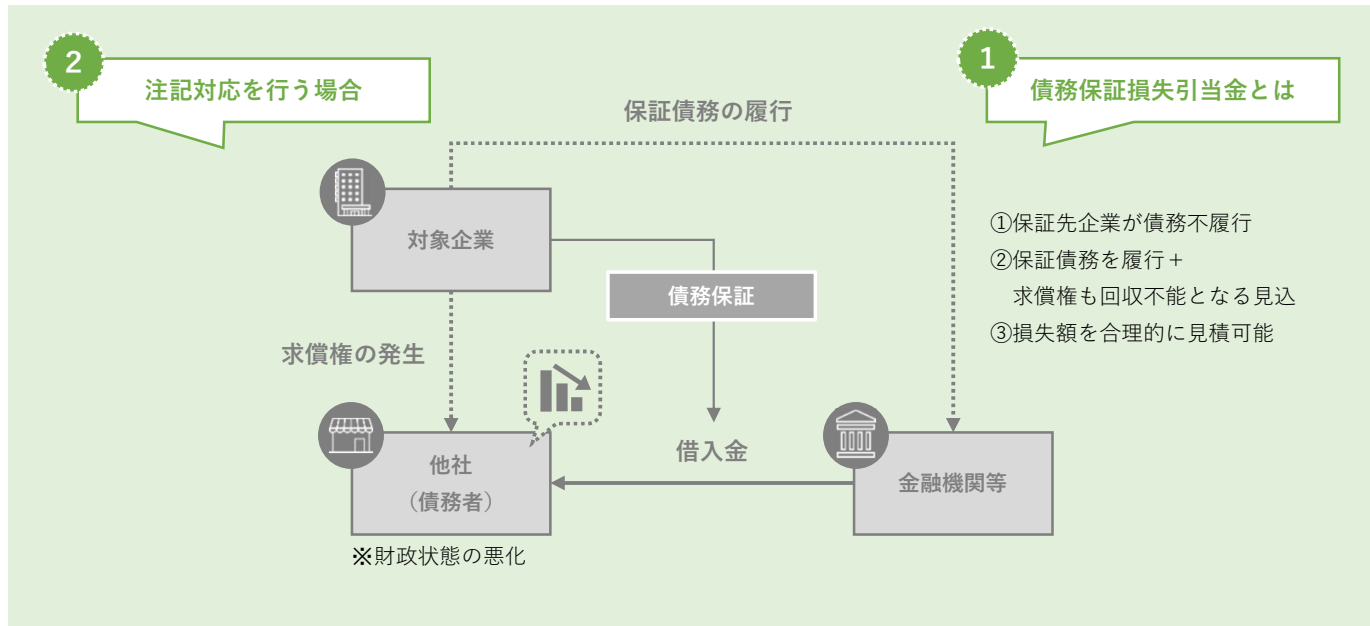 2
注記対応を行う場合
1
債務保証損失引当金とは
保証債務の履行
対象企業
債務保証
①保証先企業が債務不履行
②保証債務を履行＋
求償権も回収不能となる見込
③損失額を合理的に見積可能
求償権の発生
借入金
他社
（債務者）
金融機関等
※財政状態の悪化